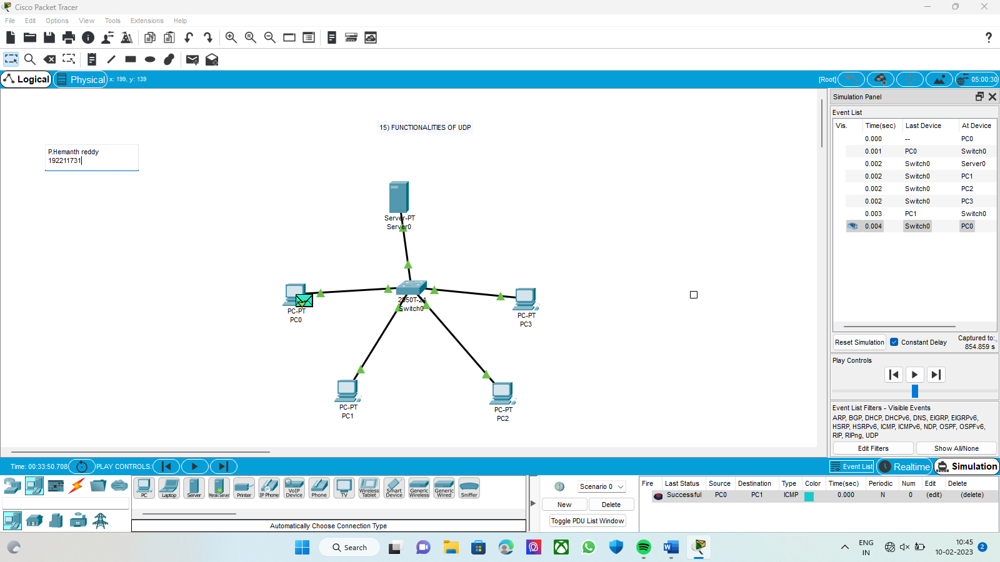 Cisco Packet Tracer
File Edit Options View Tools Extensions Help
Logical Physical x: 199, y: 139 [Root] 05:00:30
15) FUNCTIONALITIES OF UDP
P.Hemanth reddy
192211731
Server-PT
Server0
2950T-24
Switch0
PC-PT
PC0
PC-PT
PC3
PC-PT
PC1
PC-PT
PC2
Simulation Panel
Event List
Vis. Time(sec) Last Device At Device
0.000 -- PC0
0.001 PC0 Switch0
0.002 Switch0 Server0
0.002 Switch0 PC1
0.002 Switch0 PC2
0.002 Switch0 PC3
0.003 PC1 Switch0
0.004 Switch0 PC0
Reset Simulation Constant Delay Captured to:
854.859 s
Play Controls
Event List Filters - Visible Events
ARP, BGP, DHCP, DHCPv6, DNS, EIGRP, EIGRPv6,
HSRP, HSRPv6, ICMP, ICMPv6, NDP, OSPF, OSPFv6,
RIP, RIPng, UDP
Edit Filters Show All/None
Time: 00:33:50.708 PLAY CONTROLS: Event List Realtime Simulation
PC Laptop Server Meraki Server Printer IP Phone VoIP Device Phone TV Wireless Tablet Smart Device Generic Wireless Generic Wired Sniffer
Automatically Choose Connection Type
Scenario 0
New Delete
Toggle PDU List Window
Fire Last Status Source Destination Type Color Time(sec) Periodic Num Edit Delete
Successful PC0 PC1 ICMP 0.000 N 0 (edit) (delete)
Search
ENG
IN
10:45
10-02-2023
2